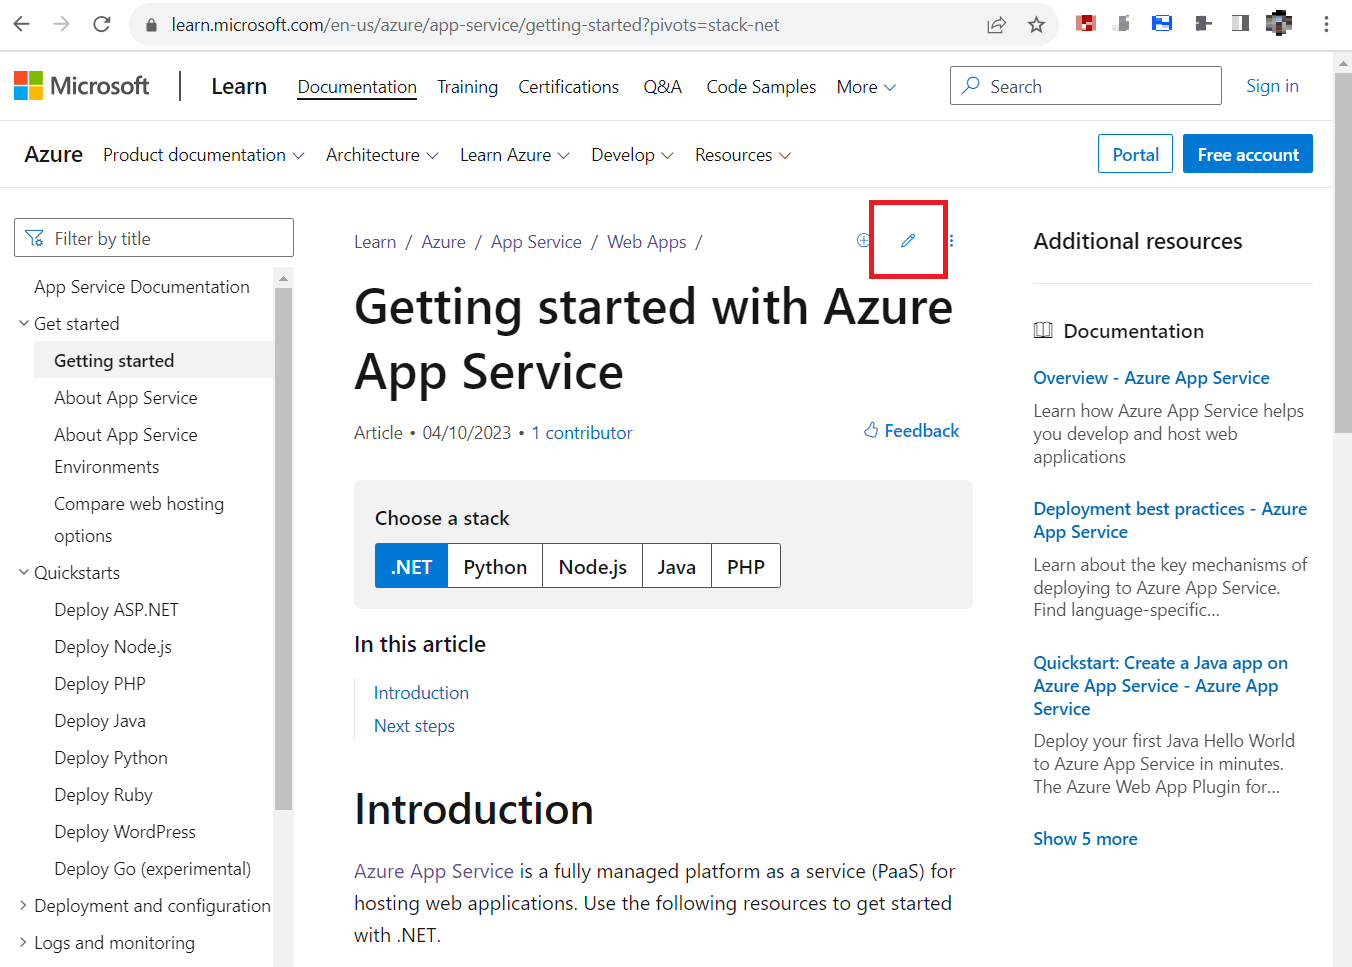 learn.microsoft.com/en-us/azure/app-service/getting-started?pivots=stack-net
Microsoft
Learn
Documentation
Training
Certifications
Q&A
Code Samples
More
Search
Sign in
Azure
Product documentation
Architecture
Learn Azure
Develop
Resources
Portal
Free account
Filter by title
App Service Documentation
Get started
Getting started
About App Service
About App Service
Environments
Compare web hosting
options
Quickstarts
Deploy ASP.NET
Deploy Node.js
Deploy PHP
Deploy Java
Deploy Python
Deploy Ruby
Deploy WordPress
Deploy Go (experimental)
Deployment and configuration
Logs and monitoring
Learn / Azure / App Service / Web Apps /
Getting started with Azure
App Service
Article • 04/10/2023 • 1 contributor
Feedback
Choose a stack
.NET
Python
Node.js
Java
PHP
In this article
Introduction
Next steps
Introduction
Azure App Service is a fully managed platform as a service (PaaS) for
hosting web applications. Use the following resources to get started
with .NET.
Additional resources
Documentation
Overview - Azure App Service
Learn how Azure App Service helps
you develop and host web
applications
Deployment best practices - Azure
App Service
Learn about the key mechanisms of
deploying to Azure App Service.
Find language-specific...
Quickstart: Create a Java app on
Azure App Service - Azure App
Service
Deploy your first Java Hello World
to Azure App Service in minutes.
The Azure Web App Plugin for...
Show 5 more